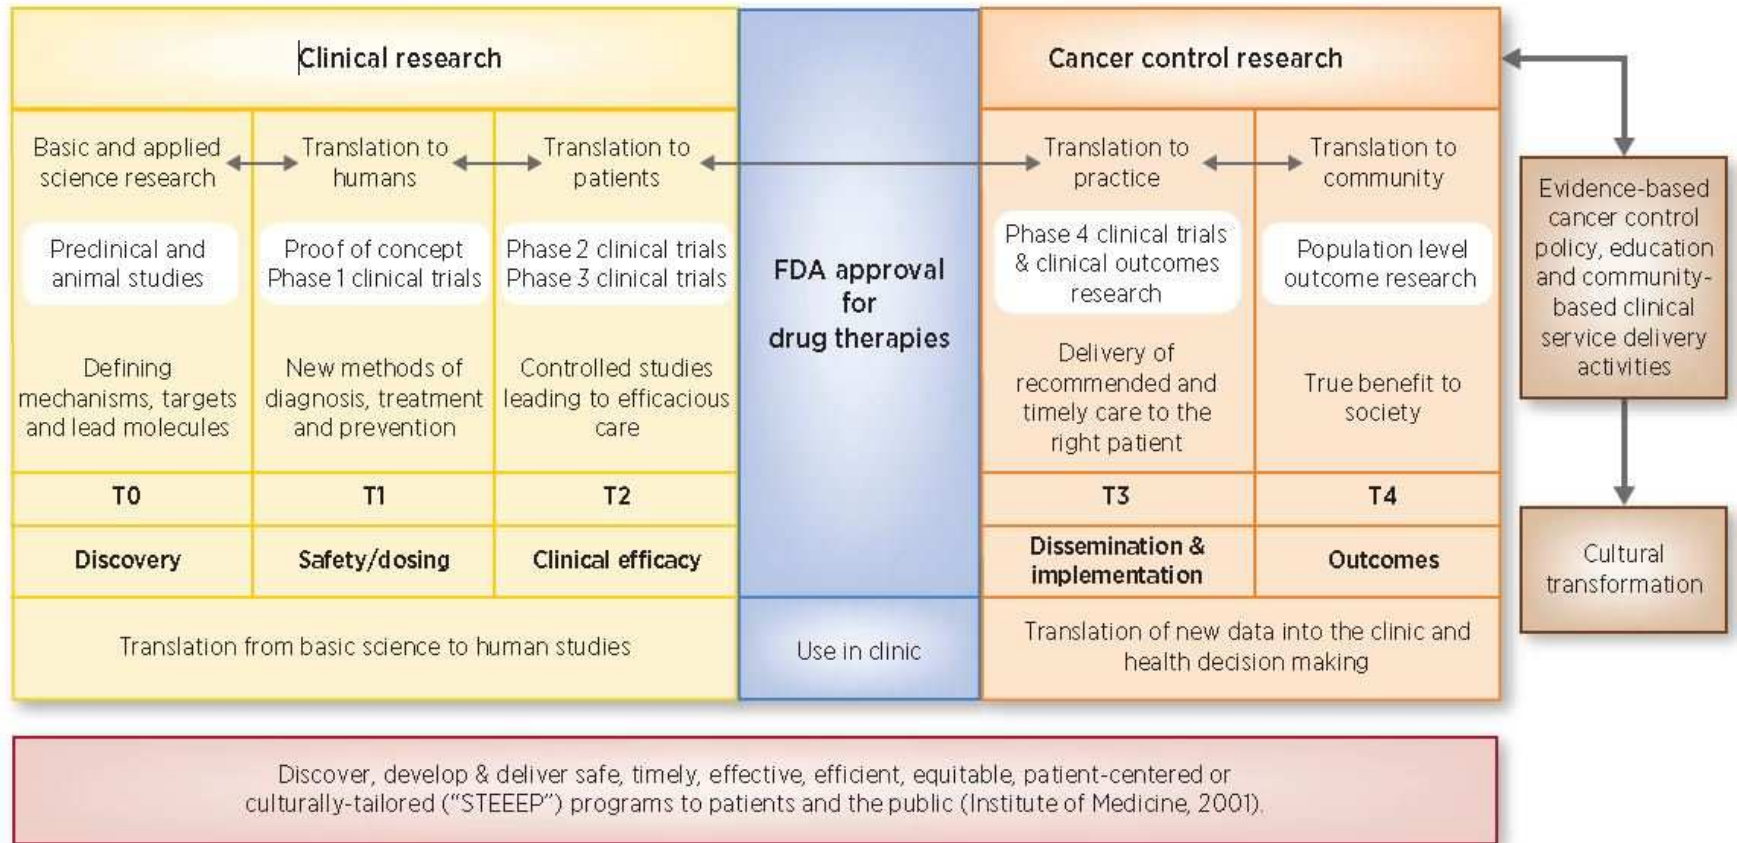 Clinical research
Basic and applied
science research
Translation to
humans
Translation to
patients
Preclinical and
animal studies
Proof of concept
Phase 1 clinical trials
Phase 2 clinical trials
Phase 3 clinical trials
Defining
mechanisms, targets
and lead molecules
New methods of
diagnosis, treatment
and prevention
Controlled studies
leading to efficacious
care
T0
T1
T2
Discovery
Safety/dosing
Clinical efficacy
Translation from basic science to human studies
FDA approval
for
drug therapies
Use in clinic
Cancer control research
Translation to
practice
Translation to
community
Phase 4 clinical trials
& clinical outcomes
research
Population level
outcome research
Delivery of
recommended and
timely care to the
right patient
True benefit to
society
T3
T4
Dissemination &
implementation
Outcomes
Translation of new data into the clinic and
health decision making
Evidence-based
cancer control
policy, education
and community-
based clinical
service delivery
activities
Cultural
transformation
Discover, develop & deliver safe, timely, effective, efficient, equitable, patient-centered or
culturally-tailored (“STEEEP”) programs to patients and the public (Institute of Medicine, 2001).